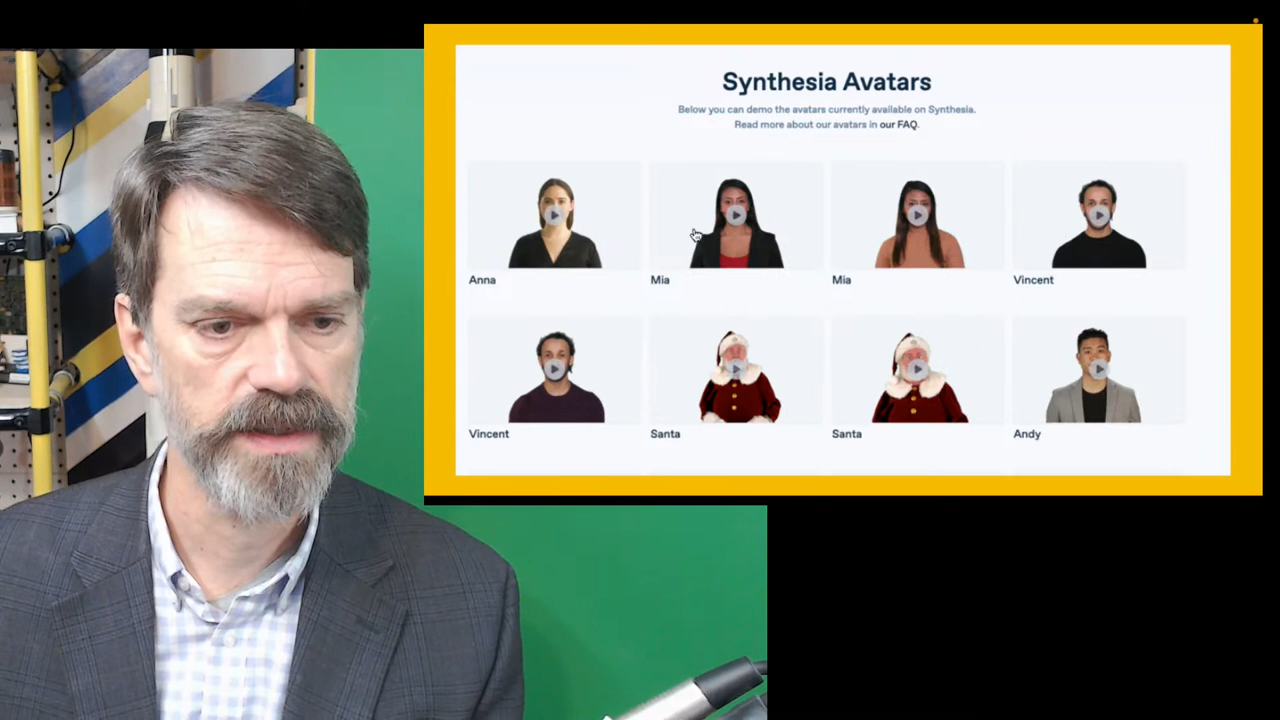 Synthesia Avatars
Below you can demo the avatars currently available on Synthesia.
Read more about our avatars in our FAQ.
Anna
Mia
Mia
Vincent
Vincent
Santa
Santa
Andy